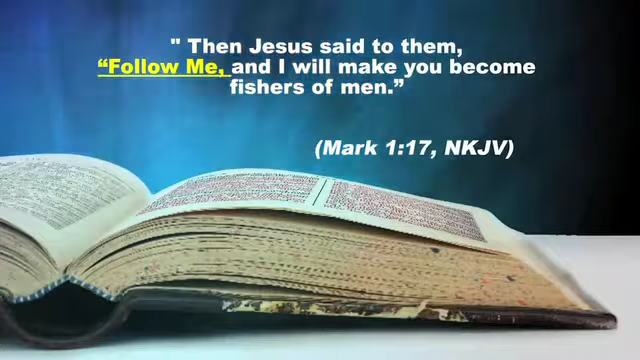 " Then Jesus said to them,
“Follow Me, and I will make you become
fishers of men.”
(Mark 1:17, NKJV)